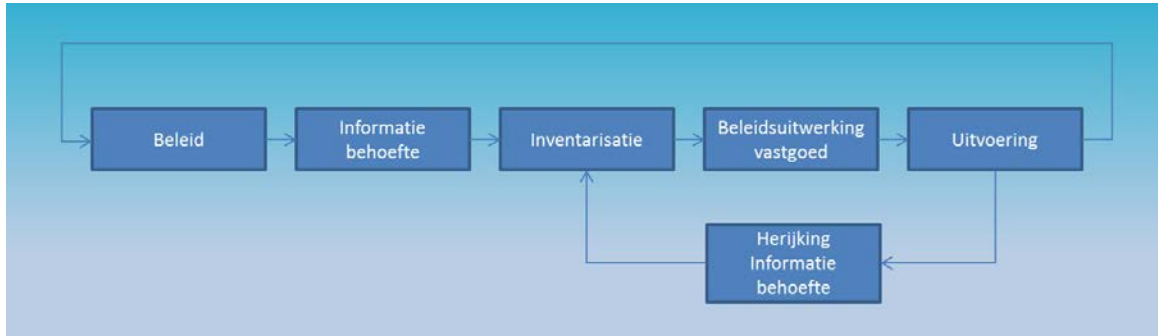 Beleid
Informatie
behoefte
Inventarisatie
Beleidsuitwerking
vastgoed
Uitvoering
Herijking
Informatie
behoefte